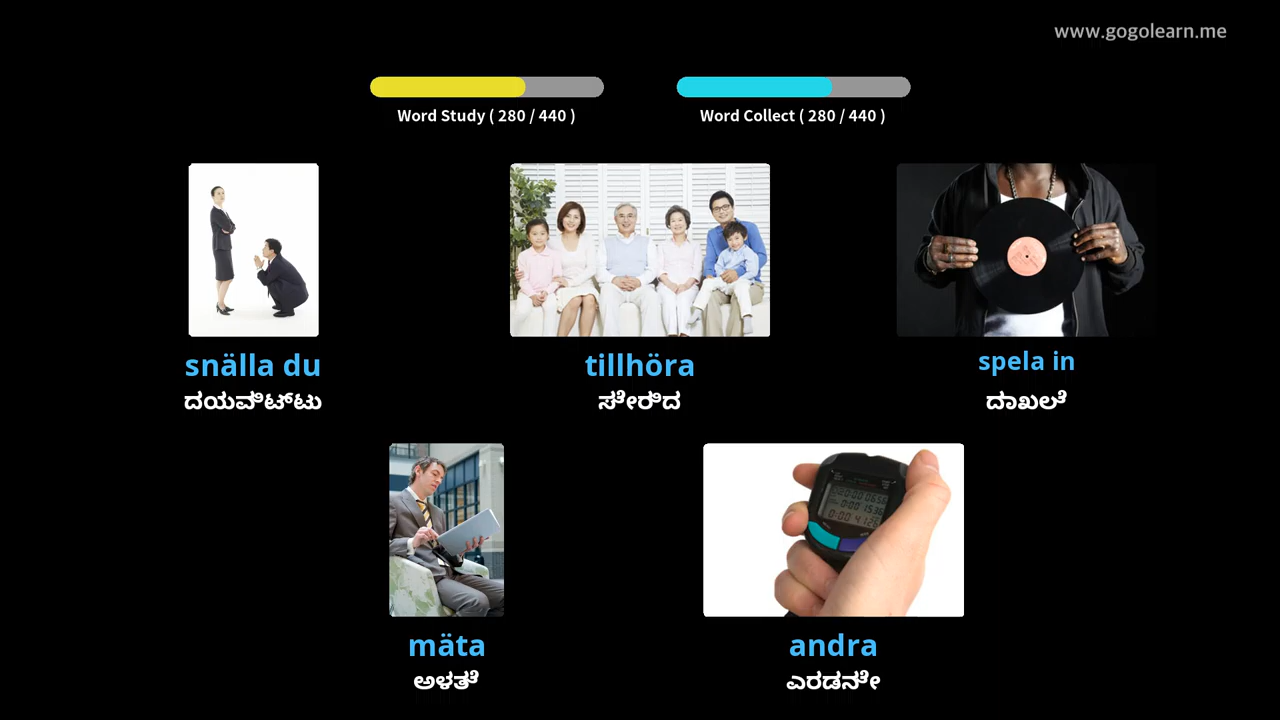 www.gogolearn.me
Word Study ( 280 / 440 )
Word Collect ( 280 / 440 )
snälla du
ದಯವಿಟ್ಟು
tillhöra
ಸೇರಿದ
spela in
ದಾಖಲೆ
mäta
ಅಳತೆ
andra
ಎರಡನೇ